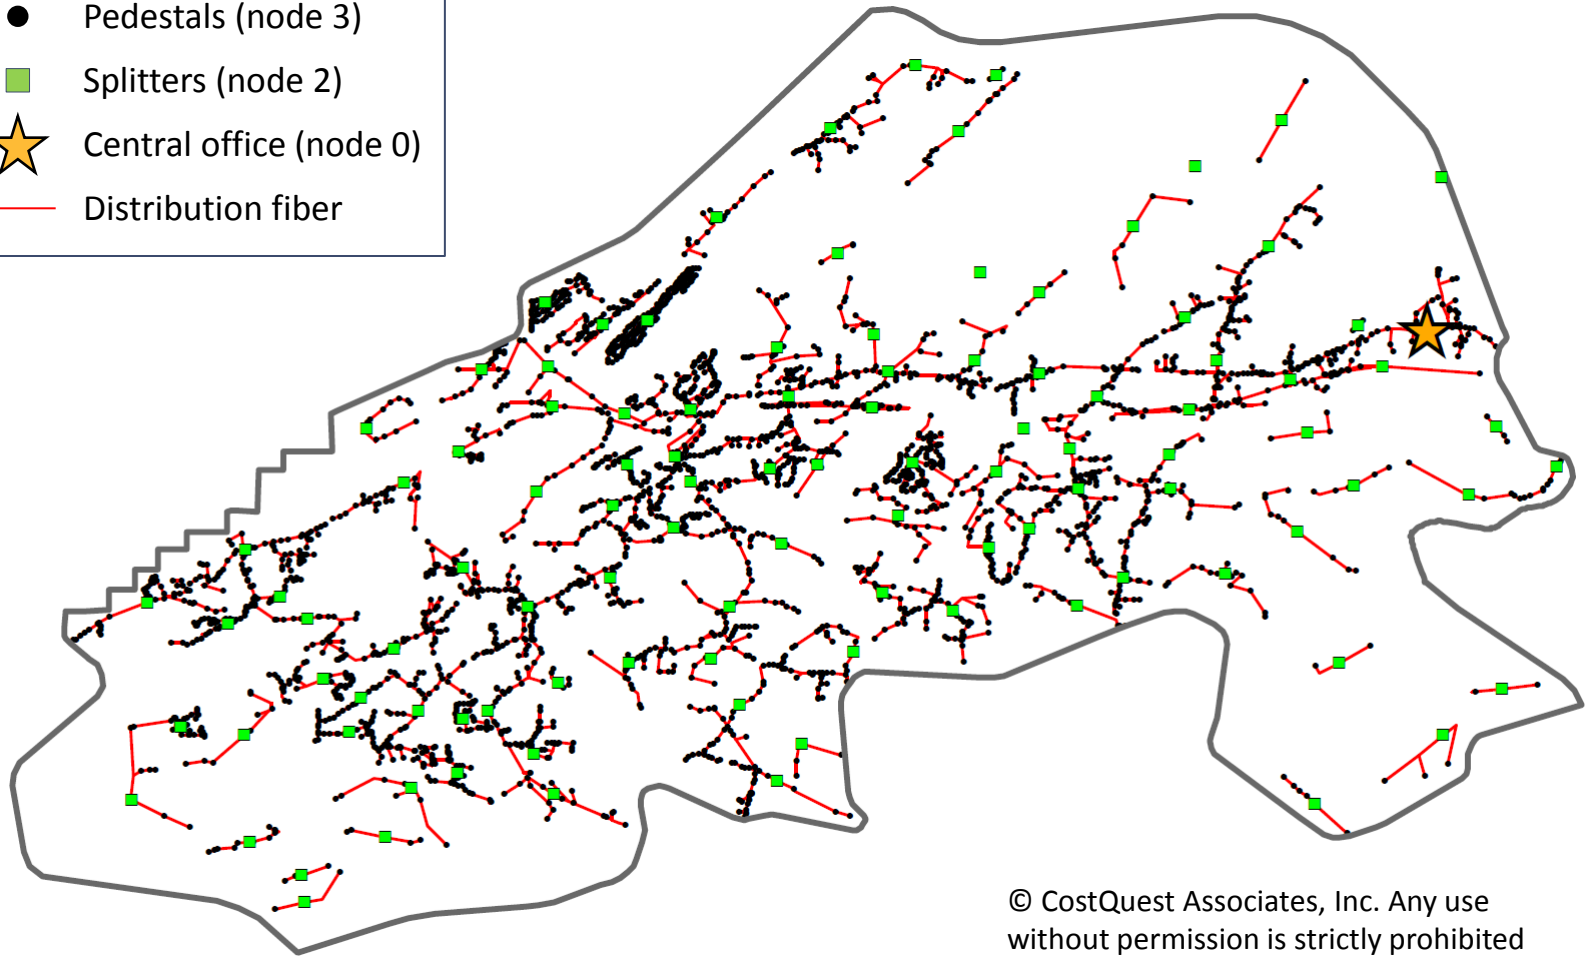 Pedestals (node 3)
Splitters (node 2)
Central office (node 0)
Distribution fiber
© CostQuest Associates, Inc. Any use
without permission is strictly prohibited